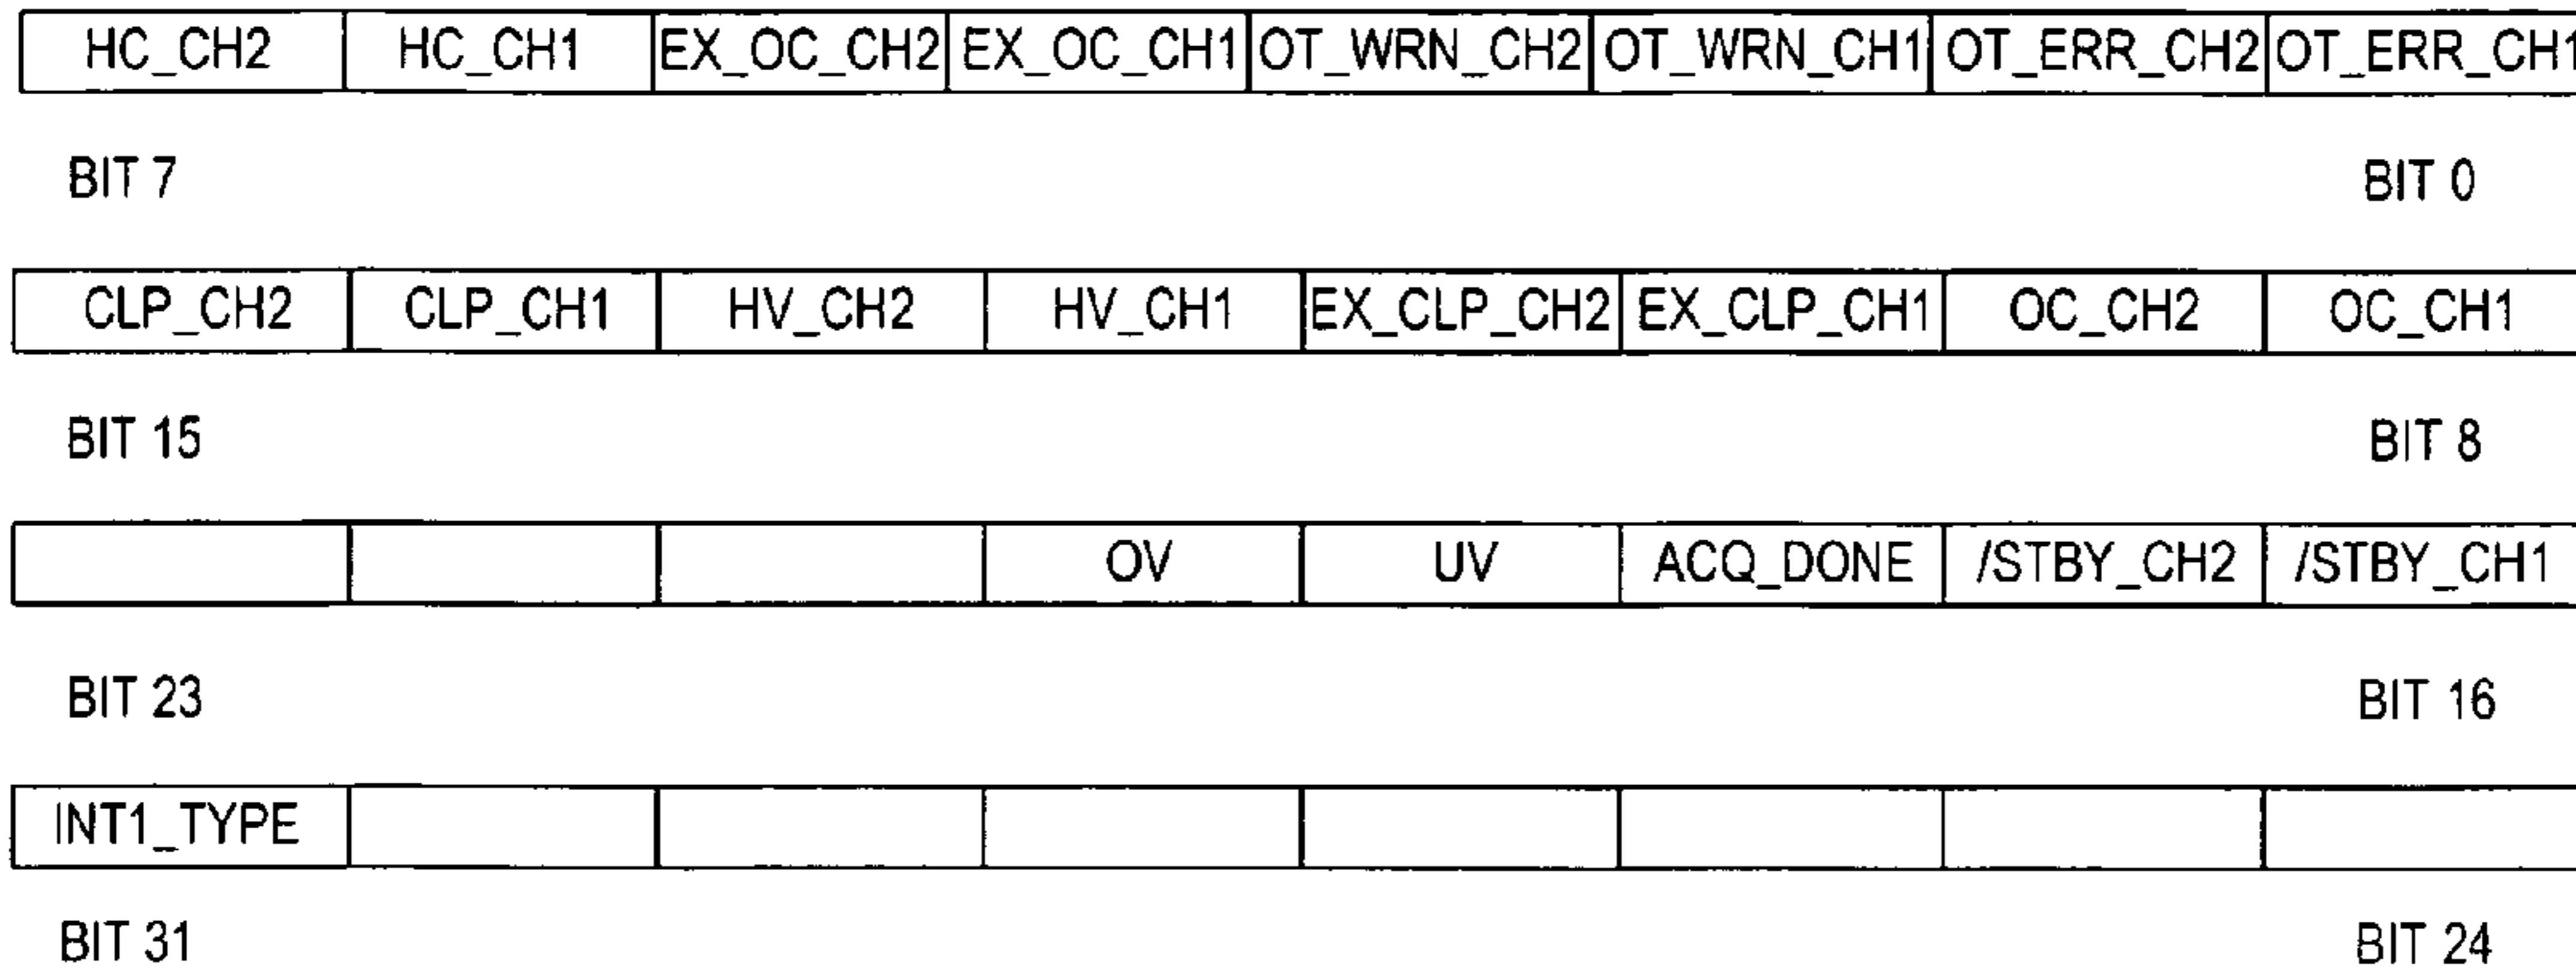 HC_CH2 HC_CH1 EX_OC_CH2 EX_OC_CH1 OT_WRN_CH2 OT_WRN_CH1 OT_ERR_CH2 OT_ERR_CH1
BIT 7 BIT 0
CLP_CH2 CLP_CH1 HV_CH2 HV_CH1 EX_CLP_CH2 EX_CLP_CH1 OC_CH2 OC_CH1
BIT 15 BIT 8
OV UV ACQ_DONE /STBY_CH2 /STBY_CH1
BIT 23 BIT 16
INT1_TYPE
BIT 31 BIT 24